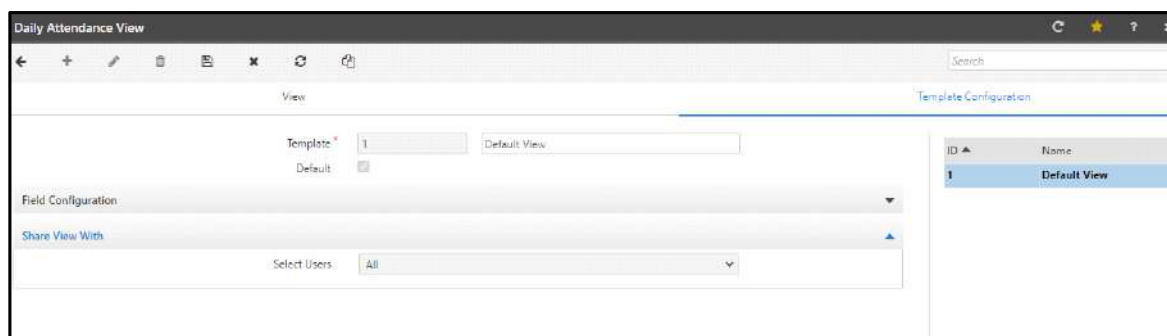 Daily Attendance View
?
Search
View
Template Configuration
Template * 1 Default View
Default
ID Name
1 Default View
Field Configuration
Share View With
Select Users All